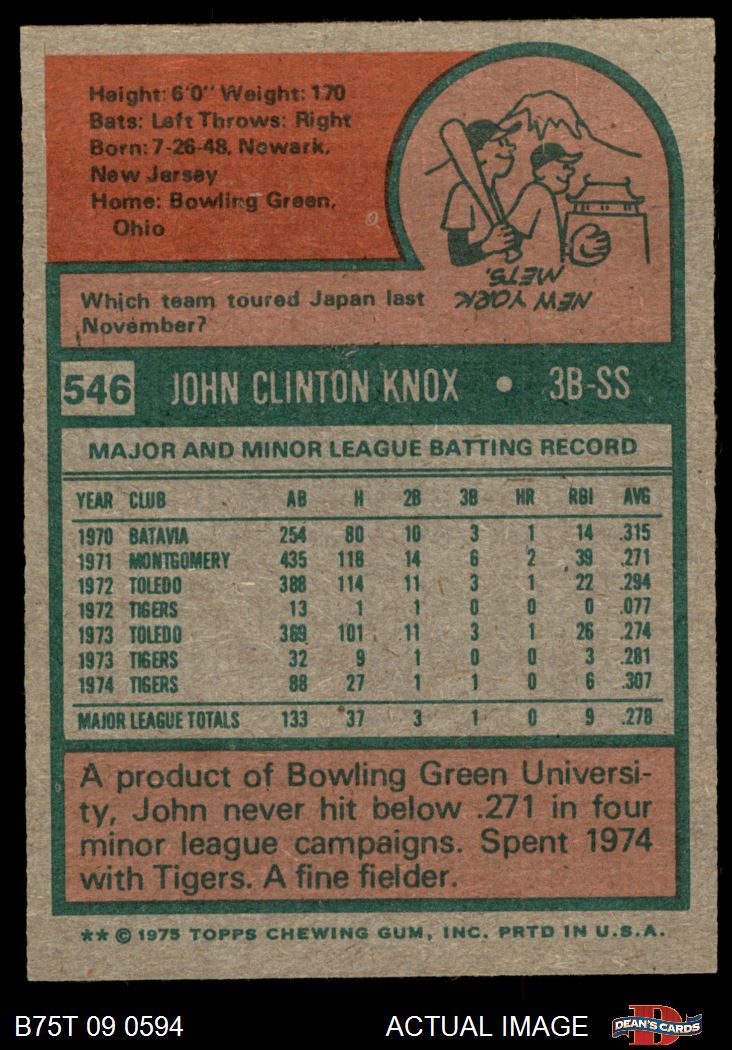 Height: 6'0" Weight: 170
Bats: Left Throws: Right
Born: 7-26-48, Newark,
New Jersey
Home: Bowling Green,
Ohio
Which team toured Japan last
November?
NEW YORK
METS.
546 JOHN CLINTON KNOX • 3B-SS
MAJOR AND MINOR LEAGUE BATTING RECORD
YEAR CLUB AB H 2B 3B HR RBI AVG
1970 BATAVIA 254 80 10 3 1 14 .315
1971 MONTGOMERY 435 118 14 6 2 39 .271
1972 TOLEDO 388 114 11 3 1 22 .294
1972 TIGERS 13 1 1 0 0 0 .077
1973 TOLEDO 369 101 11 3 1 26 .274
1973 TIGERS 32 9 1 0 0 3 .281
1974 TIGERS 88 27 1 1 0 6 .307
MAJOR LEAGUE TOTALS 133 37 3 1 0 9 .278
A product of Bowling Green Universi-
ty, John never hit below .271 in four
minor league campaigns. Spent 1974
with Tigers. A fine fielder.
** © 1975 TOPPS CHEWING GUM, INC. PRTD IN U.S.A.
B75T 09 0594 ACTUAL IMAGE D DEAN'S CARDS